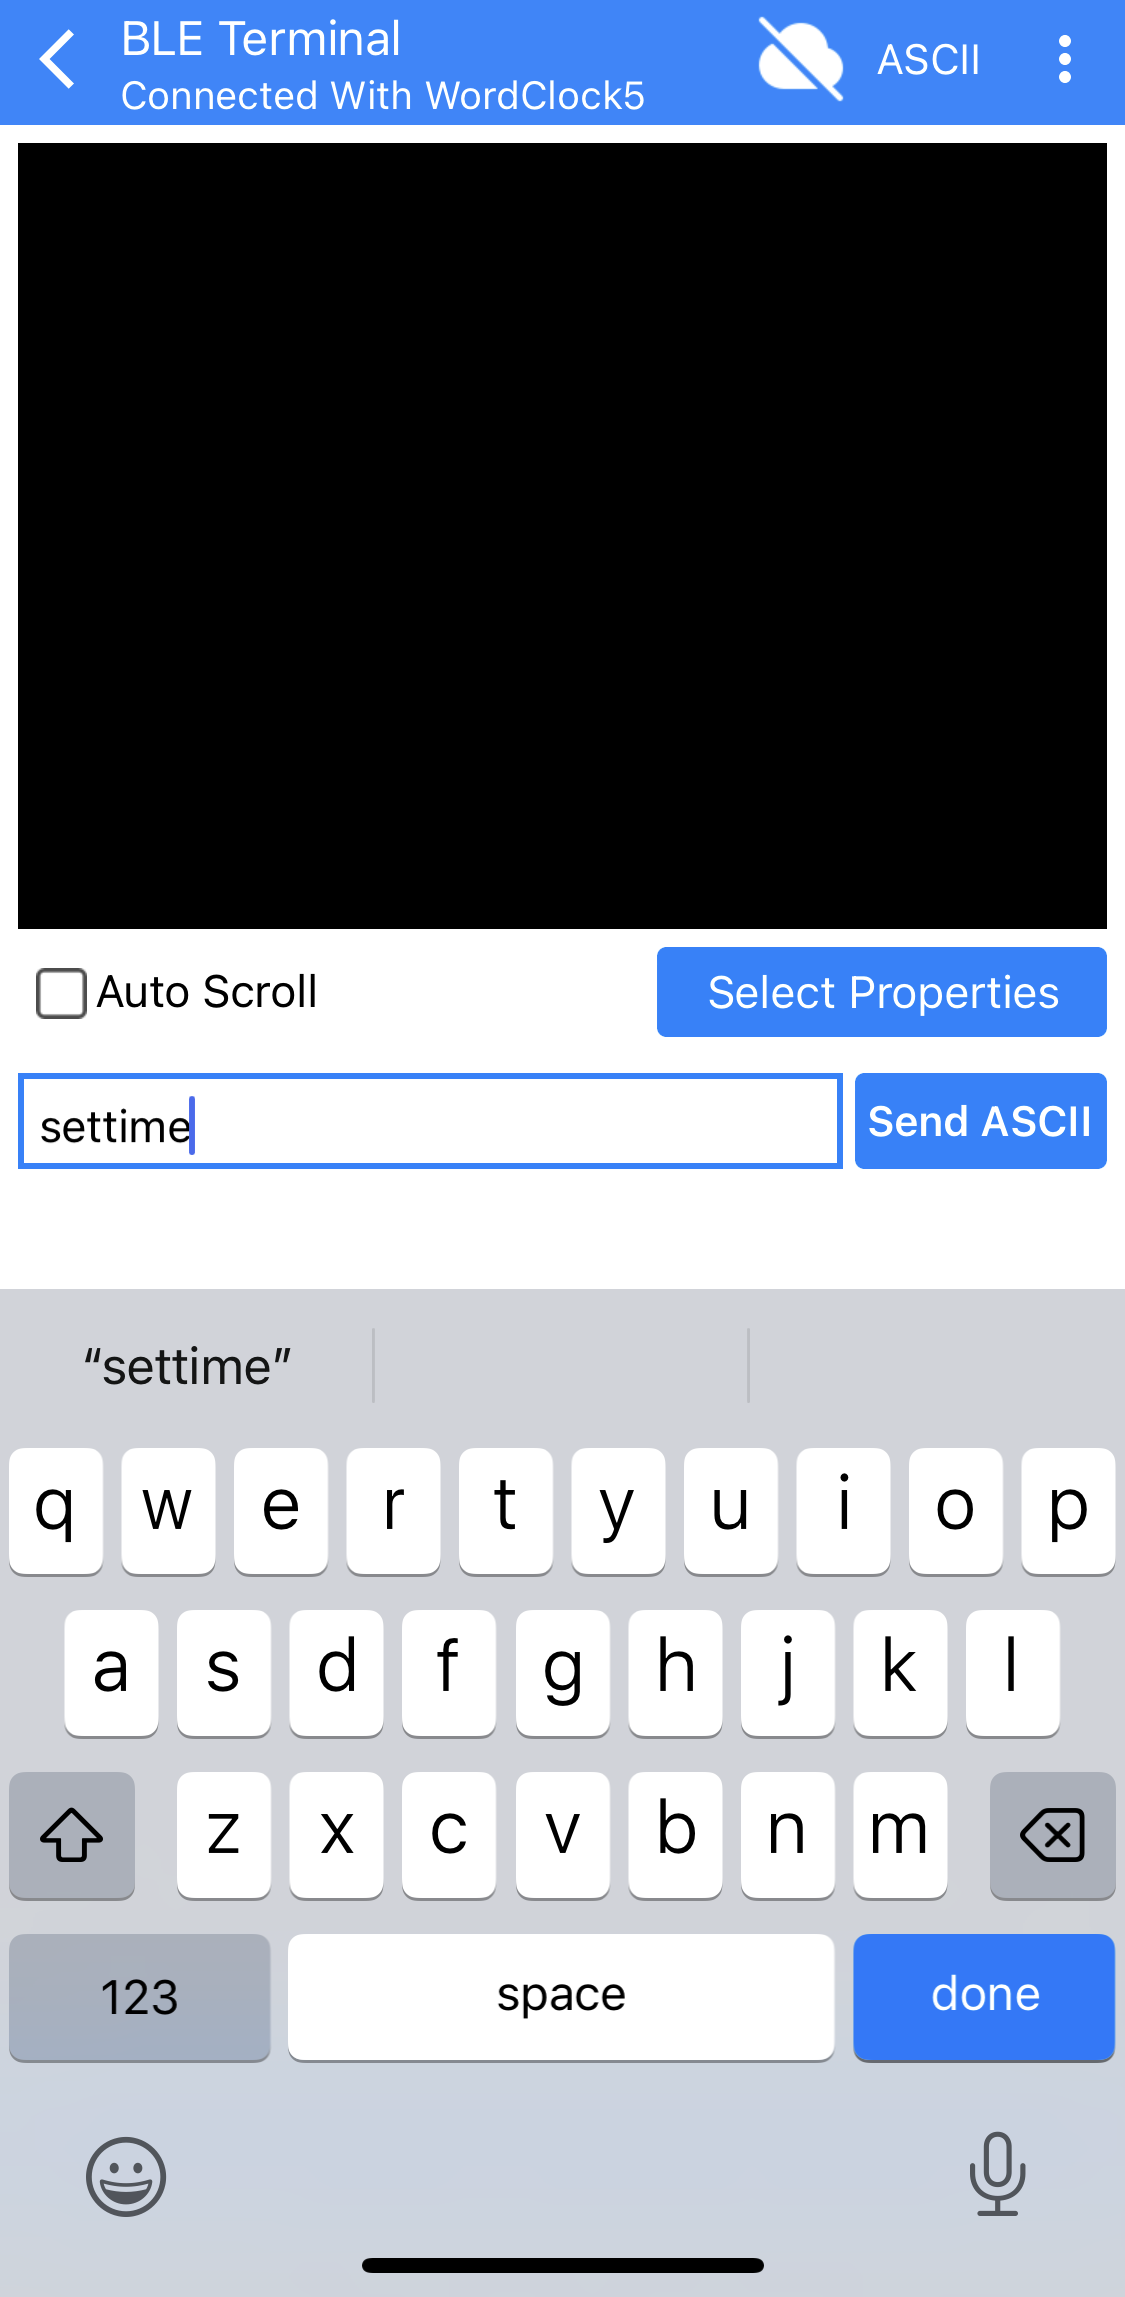 BLE Terminal
ASCII
Connected With WordClock5
Auto Scroll
Select Properties
settime
Send ASCII
“settime”
q w e r t y u i o p
a s d f g h j k l
z x c v b n m
123
space
done